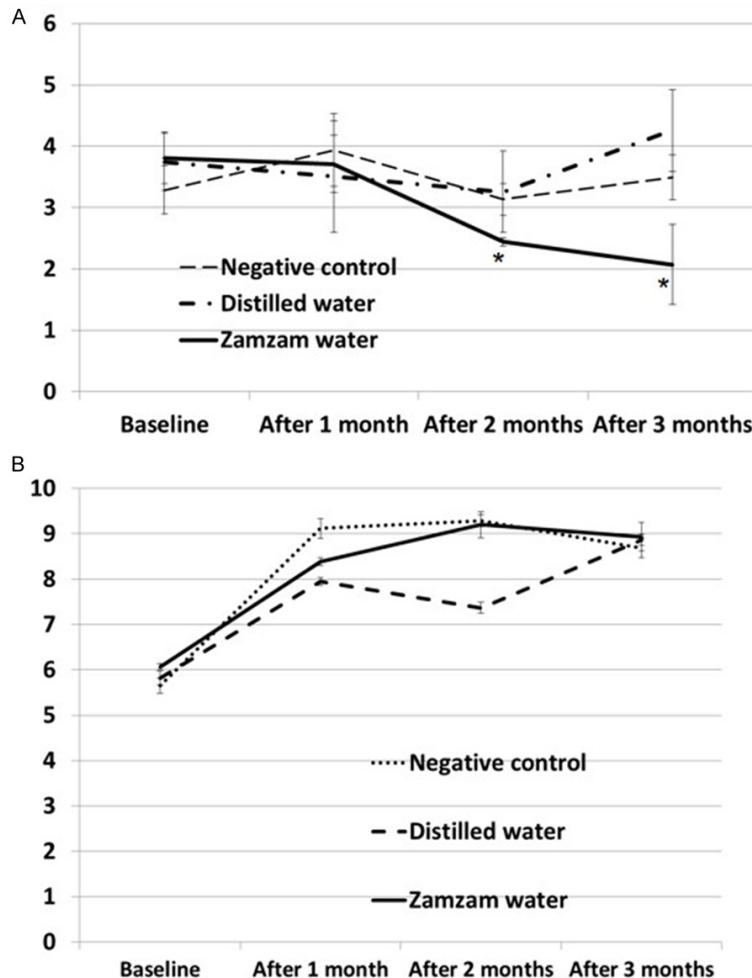 A
6
5
4
3
2
1
0
Negative control
Distilled water
Zamzam water
*
*
Baseline After 1 month After 2 months After 3 months
B
10
9
8
7
6
5
4
3
2
1
0
Negative control
Distilled water
Zamzam water
Baseline After 1 month After 2 months After 3 months